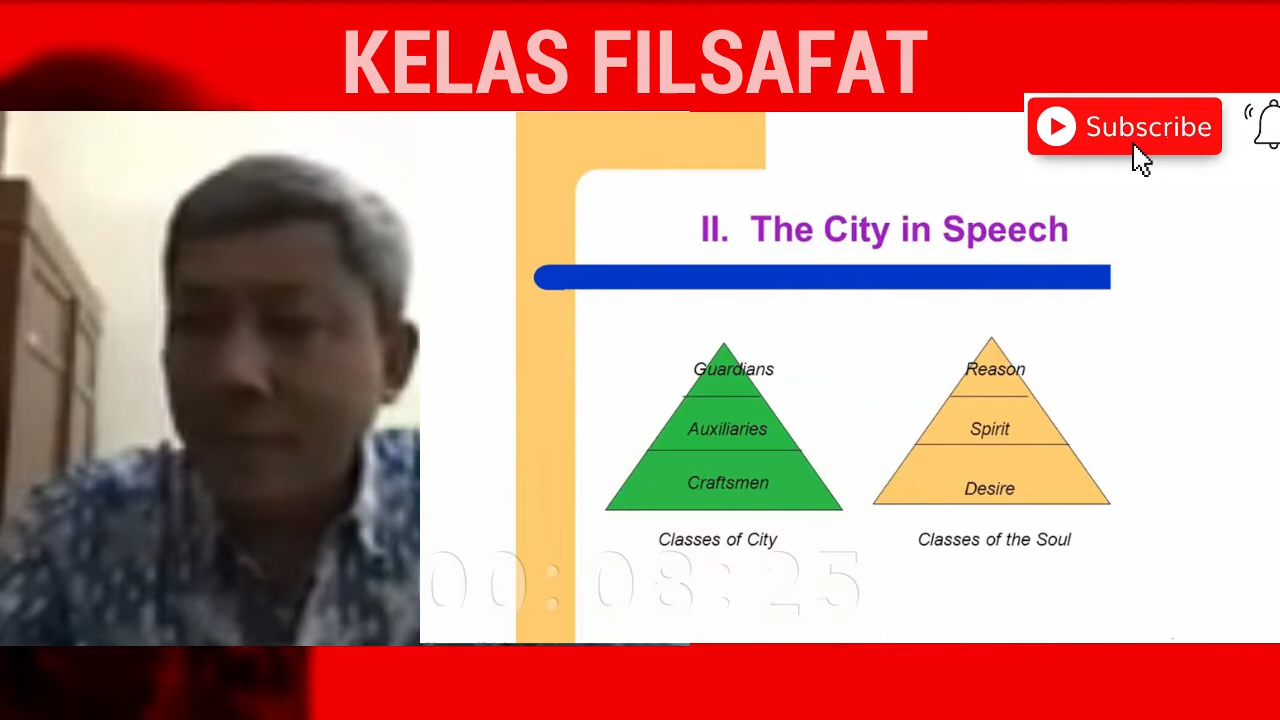 KELAS FILSAFAT
Subscribe
II. The City in Speech
Guardians
Auxiliaries
Craftsmen
Classes of City
Reason
Spirit
Desire
Classes of the Soul
00:08:25